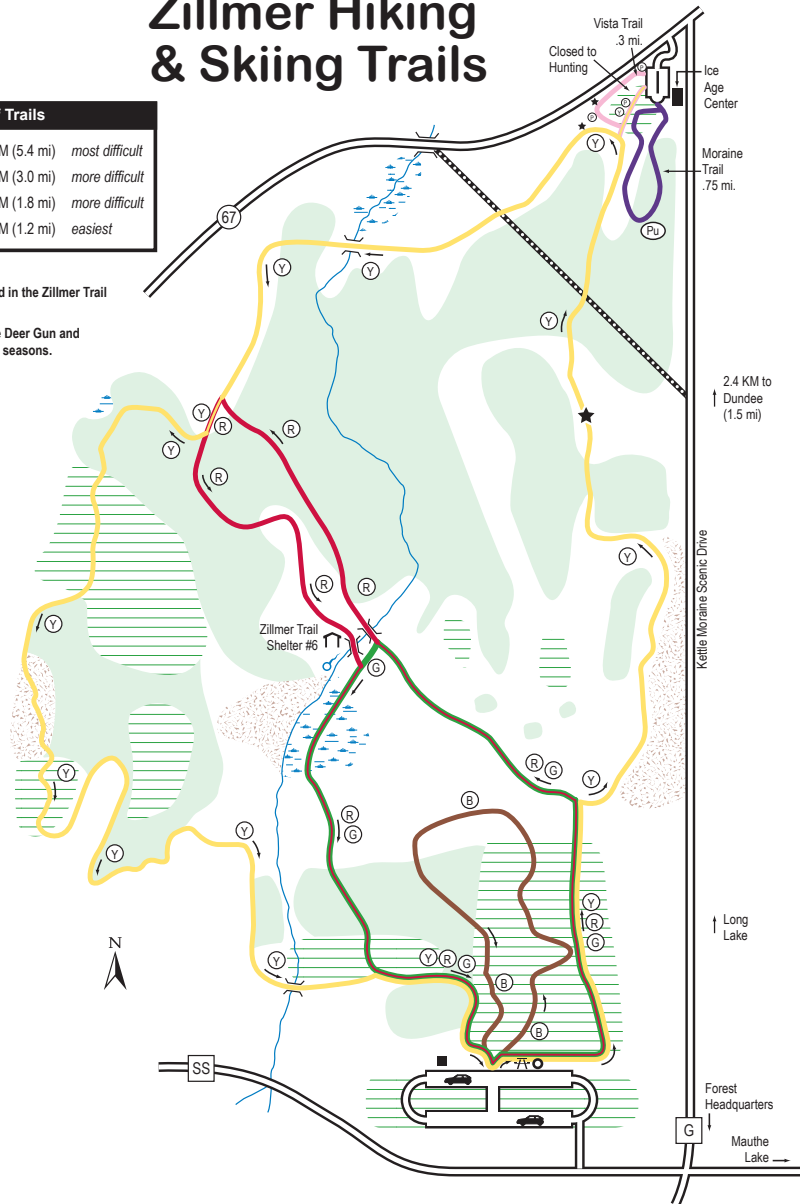 Zillmer Hiking
& Skiing Trails
Trails
M (5.4 mi) most difficult
M (3.0 mi) more difficult
M (1.8 mi) more difficult
M (1.2 mi) easiest
d in the Zillmer Trail
Deer Gun and
seasons.
Vista Trail
.3 mi.
Closed to
Hunting
P
P
P
Y
Ice
Age
Center
Y
Moraine
Trail
.75 mi.
Pu
67
Y
Y
Y
2.4 KM to
Dundee
(1.5 mi)
Y
R
R
Y
R
Y
Kettle Moraine Scenic Drive
R
R
Y
Zillmer Trail
Shelter #6
G
R
G
Y
Y
B
R
G
Y
Y
Y
R
G
Long
Lake
N
Y
Y
R
G
B
B
SS
Forest
Headquarters
G
Mauthe
Lake